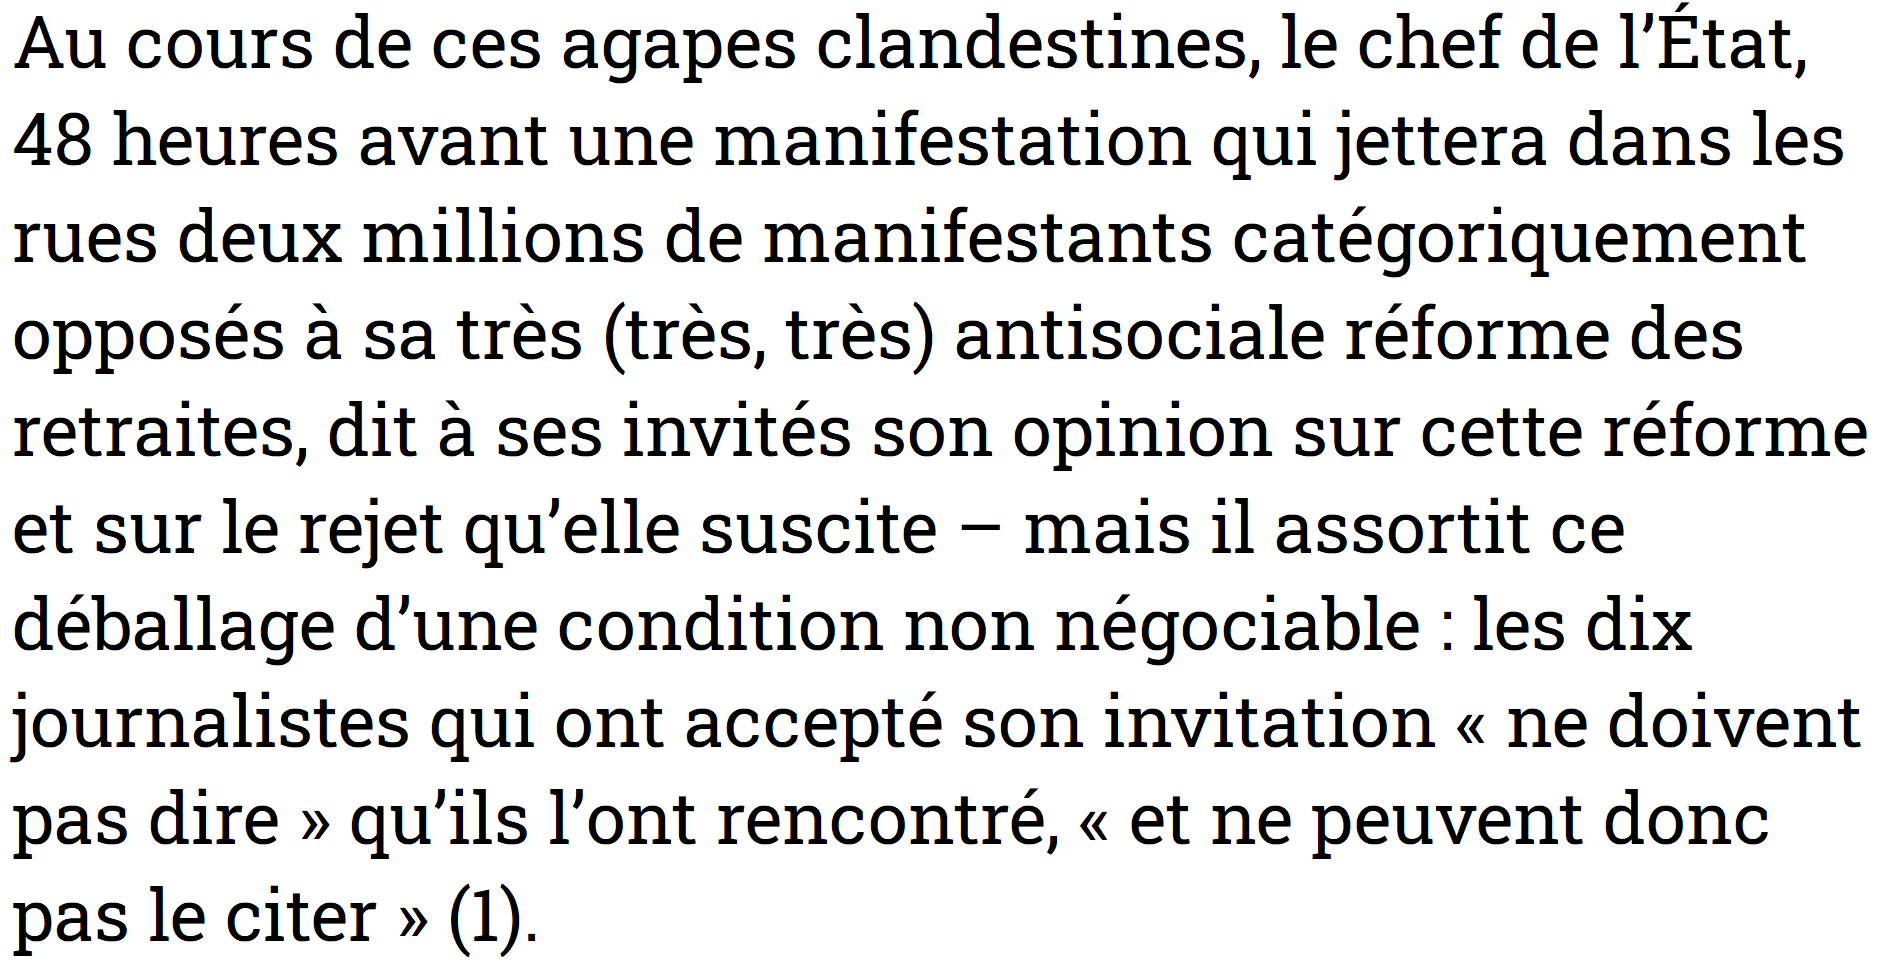 Au cours de ces agapes clandestines, le chef de l’État,
48 heures avant une manifestation qui jettera dans les
rues deux millions de manifestants catégoriquement
opposés à sa très (très, très) antisociale réforme des
retraites, dit à ses invités son opinion sur cette réforme
et sur le rejet qu’elle suscite – mais il assortit ce
déballage d’une condition non négociable : les dix
journalistes qui ont accepté son invitation « ne doivent
pas dire » qu’ils l’ont rencontré, « et ne peuvent donc
pas le citer » (1).